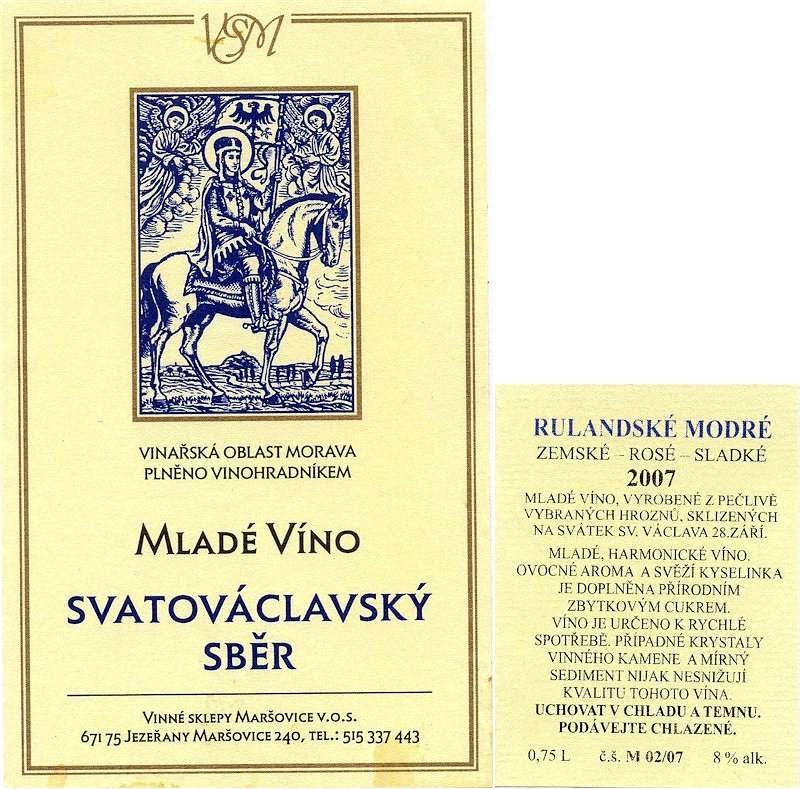 VSM
VINAŘSKÁ OBLAST MORAVA
PLNĚNO VINOHRADNÍKEM
MLADÉ VÍNO
SVATOVÁCLAVSKÝ
SBĚR
VINNÉ SKLEPY MARŠOVICE V.O.S.
671 75 JEZEŘANY MARŠOVICE 240, TEL.: 515 337 443
RULANDSKÉ MODRÉ
ZEMSKÉ – ROSÉ – SLADKÉ
2007
MLADÉ VÍNO, VYROBENÉ Z PEČLIVĚ
VYBRANÝCH HROZNŮ, SKLIZENÝCH
NA SVÁTEK SV. VÁCLAVA 28.ZÁŘÍ.
MLADÉ, HARMONICKÉ VÍNO.
OVOCNÉ AROMA A SVĚŽÍ KYSELINKA
JE DOPLNĚNA PŘÍRODNÍM
ZBYTKOVÝM CUKREM.
VÍNO JE URČENO K RYCHLÉ
SPOTŘEBĚ. PŘÍPADNÉ KRYSTALY
VINNÉHO KAMENE A MÍRNÝ
SEDIMENT NIJAK NESNIŽUJÍ
KVALITU TOHOTO VÍNA.
UCHOVAT V CHLADU A TEMNU.
PODÁVEJTE CHLAZENÉ.
0,75 L č.š. M 02/07 8 % alk.